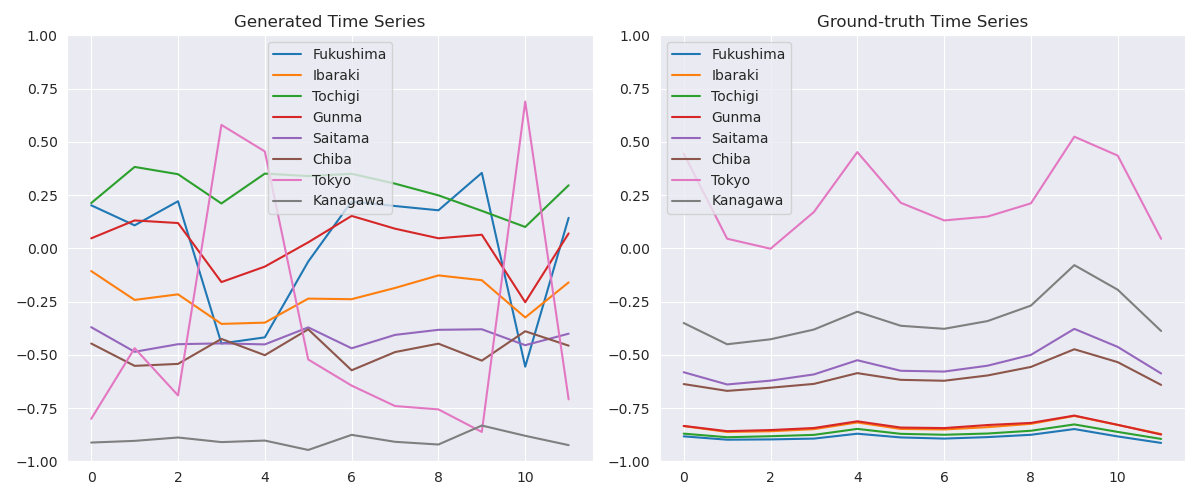 Generated Time Series
1.00
0.75
0.50
0.25
0.00
−0.25
−0.50
−0.75
−1.00
0 2 4 6 8 10
Fukushima
Ibaraki
Tochigi
Gunma
Saitama
Chiba
Tokyo
Kanagawa
Ground-truth Time Series
1.00
0.75
0.50
0.25
0.00
−0.25
−0.50
−0.75
−1.00
0 2 4 6 8 10
Fukushima
Ibaraki
Tochigi
Gunma
Saitama
Chiba
Tokyo
Kanagawa